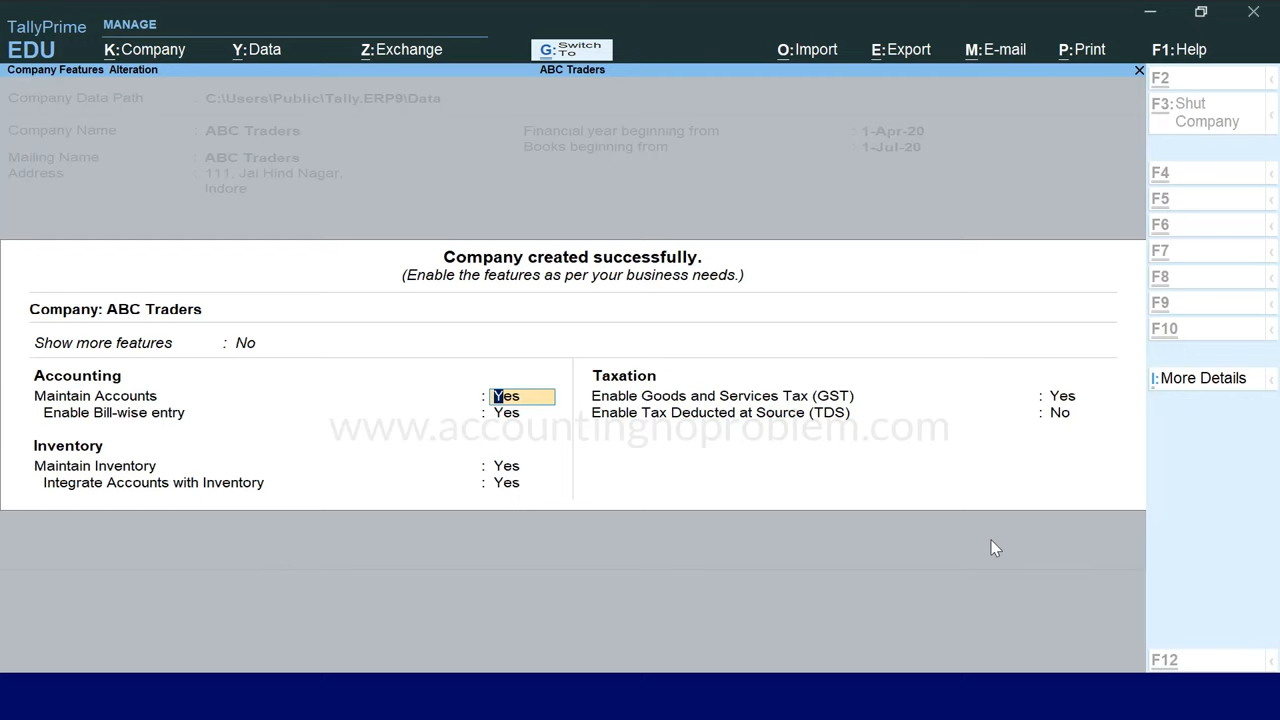 TallyPrime MANAGE
EDU K:Company Y:Data Z:Exchange G:Switch To O:Import E:Export M:E-mail P:Print F1:Help
Company Features Alteration ABC Traders
Company Data Path : C:\Users\Public\Tally.ERP9\Data
Company Name : ABC Traders Financial year beginning from : 1-Apr-20
Books beginning from : 1-Jul-20
Mailing Name : ABC Traders
Address : 111, Jai Hind Nagar,
Indore
Company created successfully.
(Enable the features as per your business needs.)
Company: ABC Traders
Show more features : No
Accounting
Maintain Accounts : Yes
Enable Bill-wise entry : Yes
Inventory
Maintain Inventory : Yes
Integrate Accounts with Inventory : Yes
Taxation
Enable Goods and Services Tax (GST) : Yes
Enable Tax Deducted at Source (TDS) : No
www.accountingnoproblem.com
F2
F3:Shut
Company
F4
F5
F6
F7
F8
F9
F10
I:More Details
F12